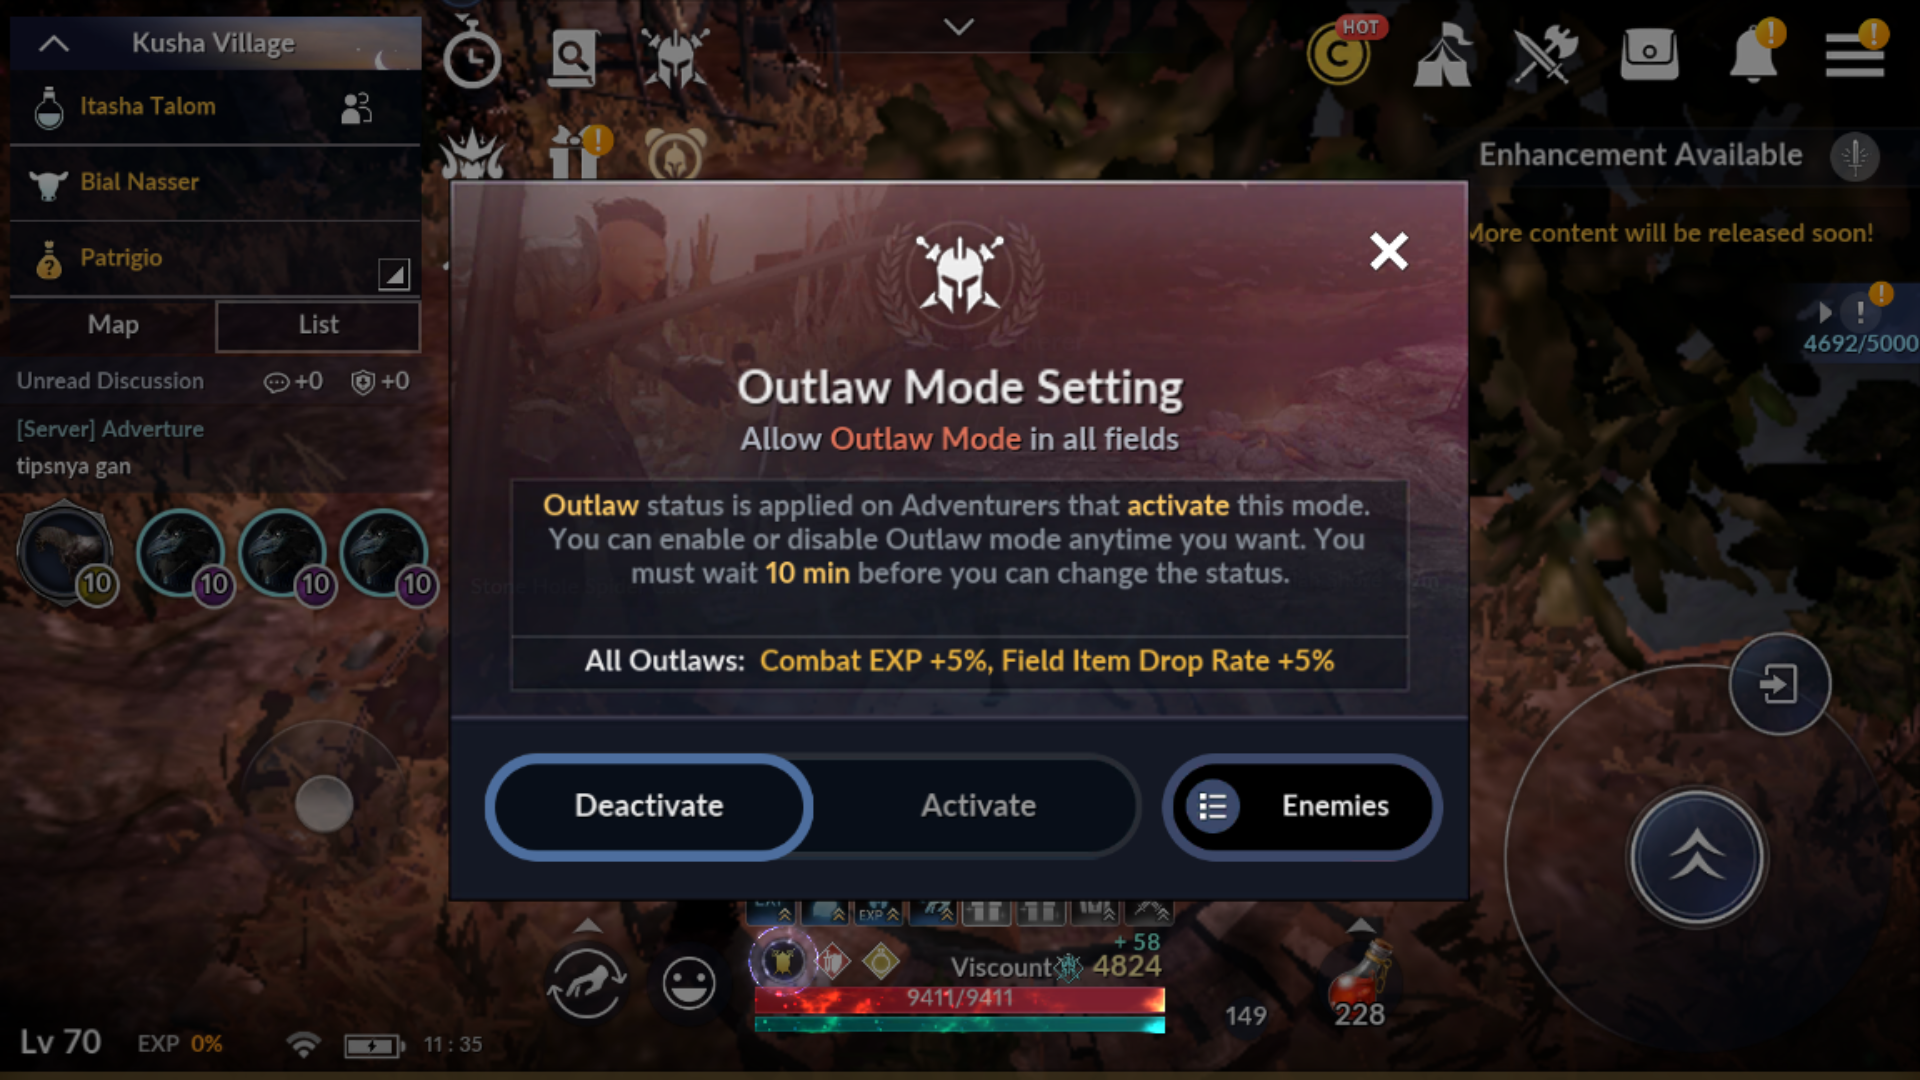 Kusha Village
Itasha Talom
Bial Nasser
Patrigio
Map
List
Unread Discussion
+0
+0
[Server] Adverture
tipsnya gan
10
10
10
10
HOT
Enhancement Available
More content will be released soon!
4692/5000
Outlaw Mode Setting
Allow Outlaw Mode in all fields
Outlaw status is applied on Adventurers that activate this mode.
You can enable or disable Outlaw mode anytime you want. You
must wait 10 min before you can change the status.
All Outlaws: Combat EXP +5%, Field Item Drop Rate +5%
Deactivate
Activate
Enemies
EXP
+ 58
Viscount 4824
9411/9411
149
228
Lv 70
EXP 0%
11 : 35